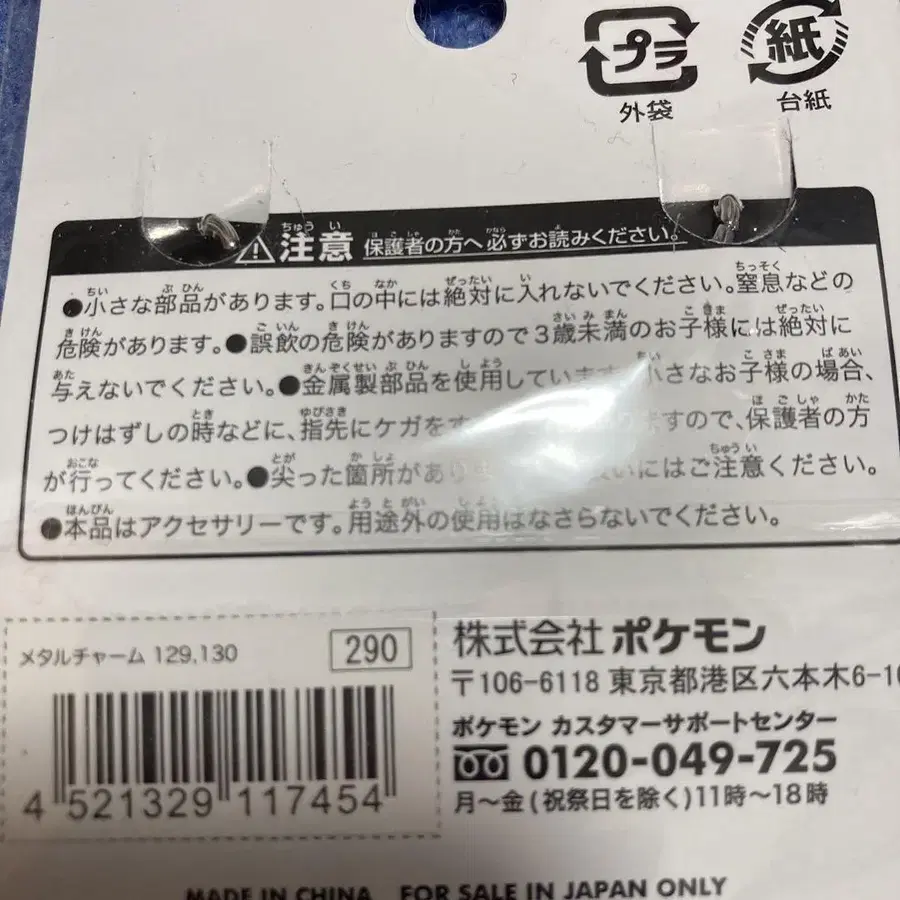 プラ
外袋
紙
台紙
注意 保護者の方へ必ずお読みください。
●小さな部品があります。口の中には絶対に入れないでください。窒息などの
危険があります。●誤飲の危険がありますので3歳未満のお子様には絶対に
与えないでください。●金属製部品を使用しています。小さなお子様の場合、
つけはずしの時などに、指先にケガをす ますので、保護者の方
が行ってください。●尖った箇所があり にはご注意ください。
●本品はアクセサリーです。用途外の使用はなさらないでください。
メタルチャーム 129,130
290
4 521329 117454
株式会社 ポケモン
〒106-6118 東京都港区六本木6-10
ポケモン カスタマーサポートセンター
0120-049-725
月～金(祝祭日を除く)11時～18時
MADE IN CHINA FOR SALE IN JAPAN ONLY